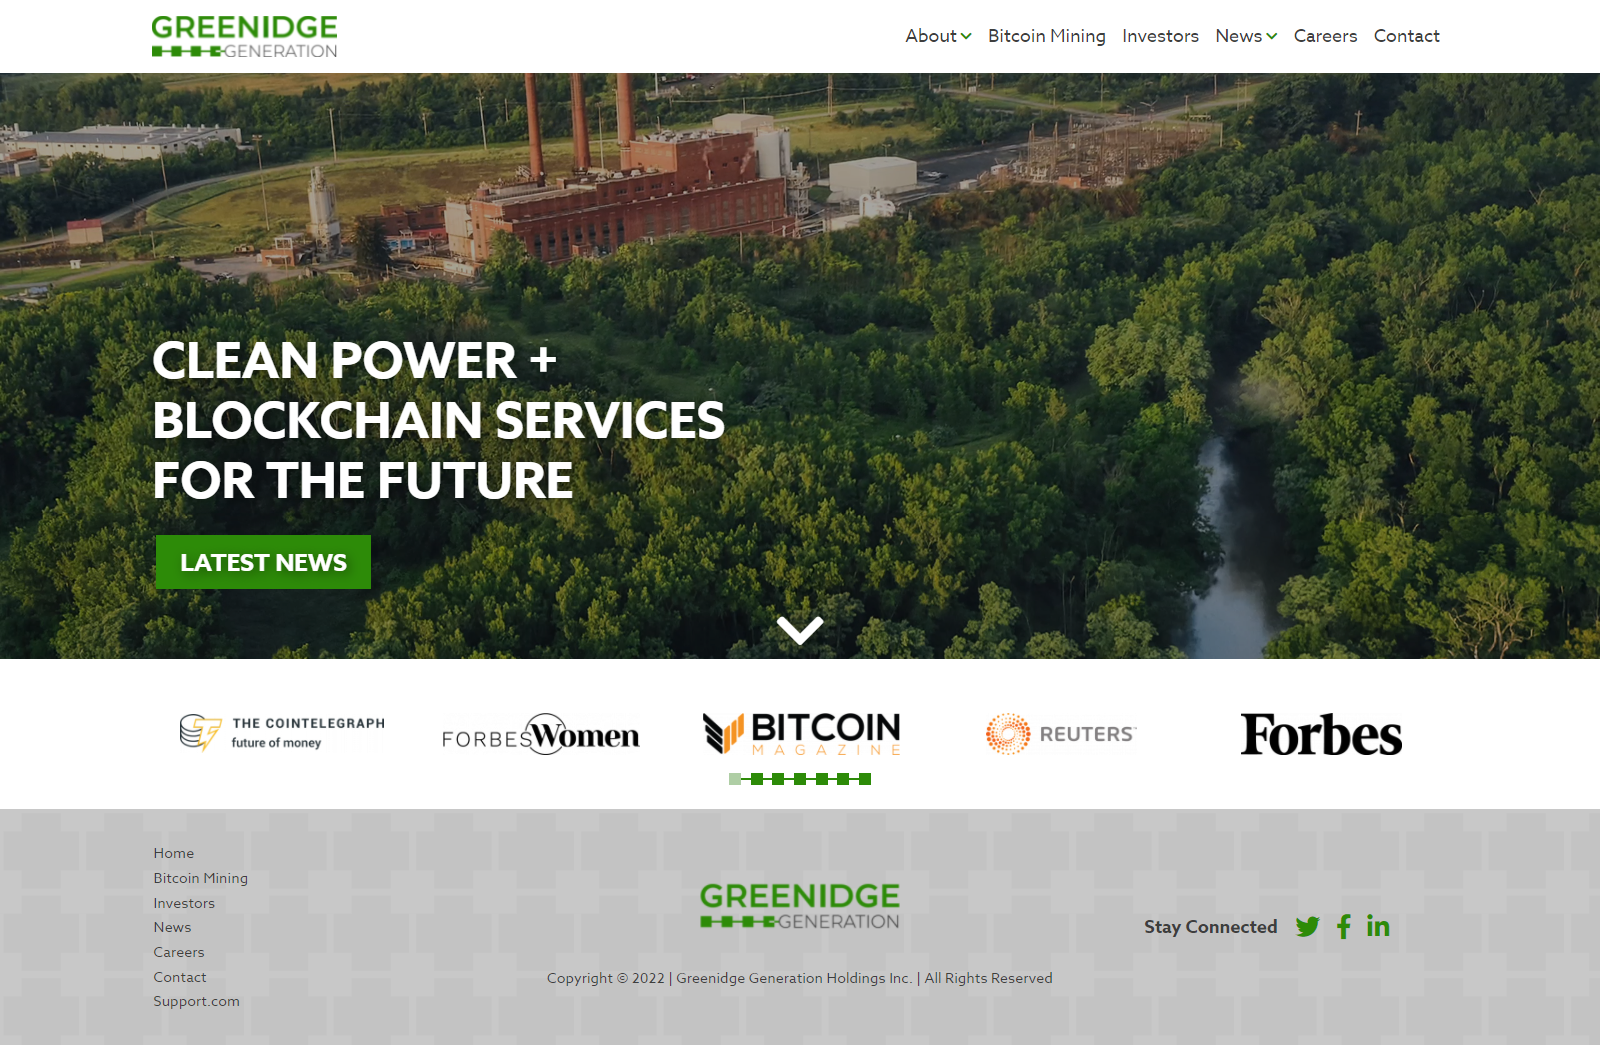 GREENIDGE
GENERATION
About
Bitcoin Mining
Investors
News
Careers
Contact
CLEAN POWER +
BLOCKCHAIN SERVICES
FOR THE FUTURE
LATEST NEWS
THE COINTELEGRAPH
future of money
FORBES Women
BITCOIN
MAGAZINE
REUTERS™
Forbes
Home
Bitcoin Mining
Investors
News
Careers
Contact
Support.com
GREENIDGE
GENERATION
Copyright © 2022 | Greenidge Generation Holdings Inc. | All Rights Reserved
Stay Connected